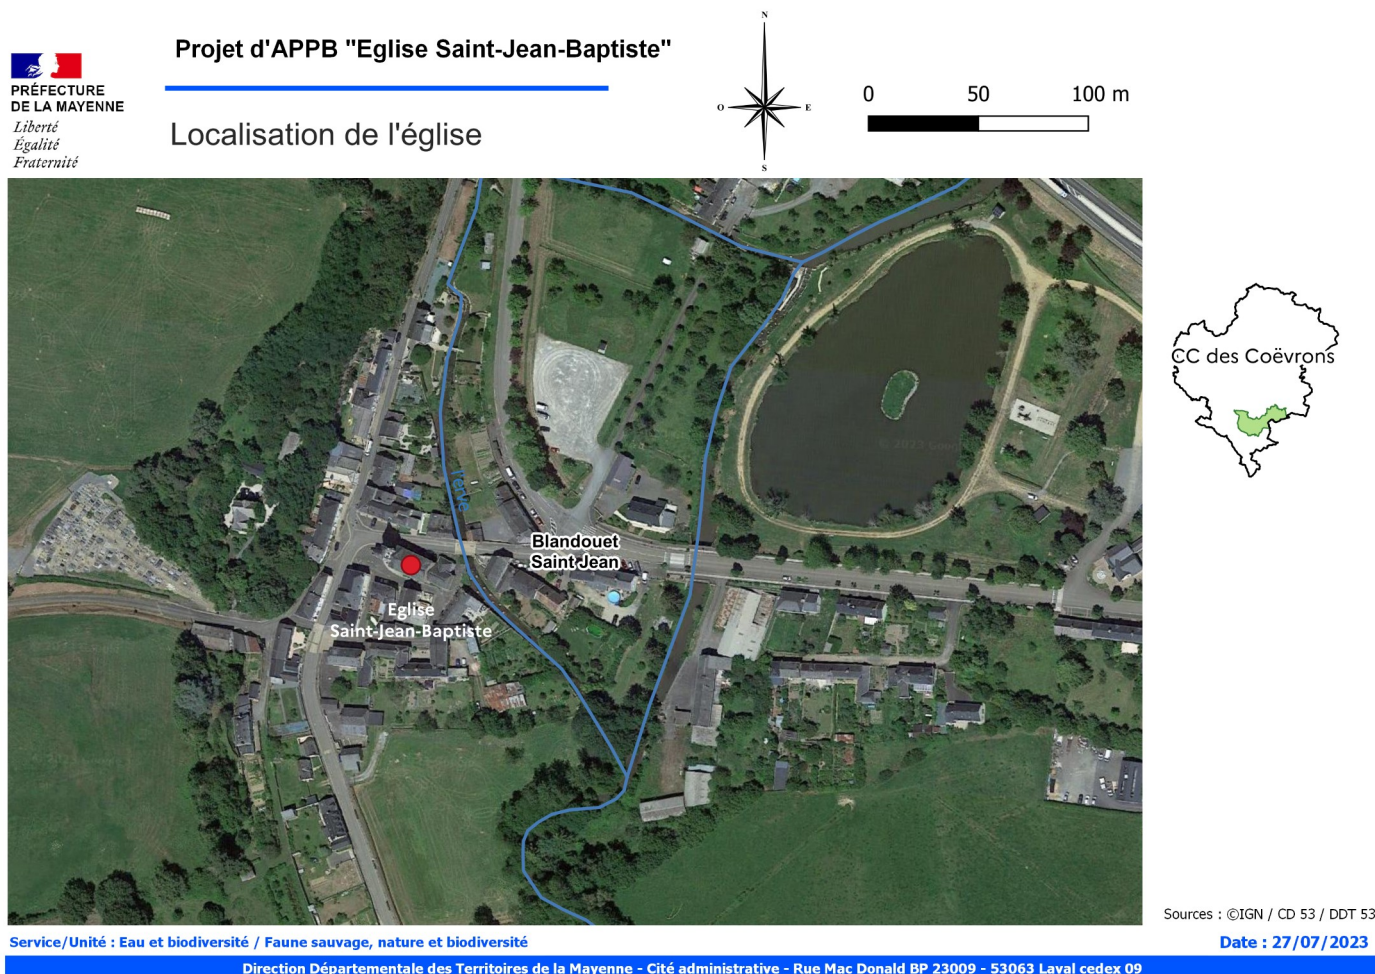 PRÉFECTURE
DE LA MAYENNE
Liberté
Égalité
Fraternité
Projet d'APPB "Eglise Saint-Jean-Baptiste"
Localisation de l'église
N
O
E
S
0 50 100 m
CC des Coëvrons
l'erve
© 2023
Blandouet
Saint Jean
Eglise
Saint-Jean-Baptiste
Sources : ©IGN / CD 53 / DDT 53
Service/Unité : Eau et biodiversité / Faune sauvage, nature et biodiversité
Date : 27/07/2023
Direction Départementale des Territoires de la Mayenne - Cité administrative - Rue Mac Donald BP 23009 - 53063 Laval cedex 09